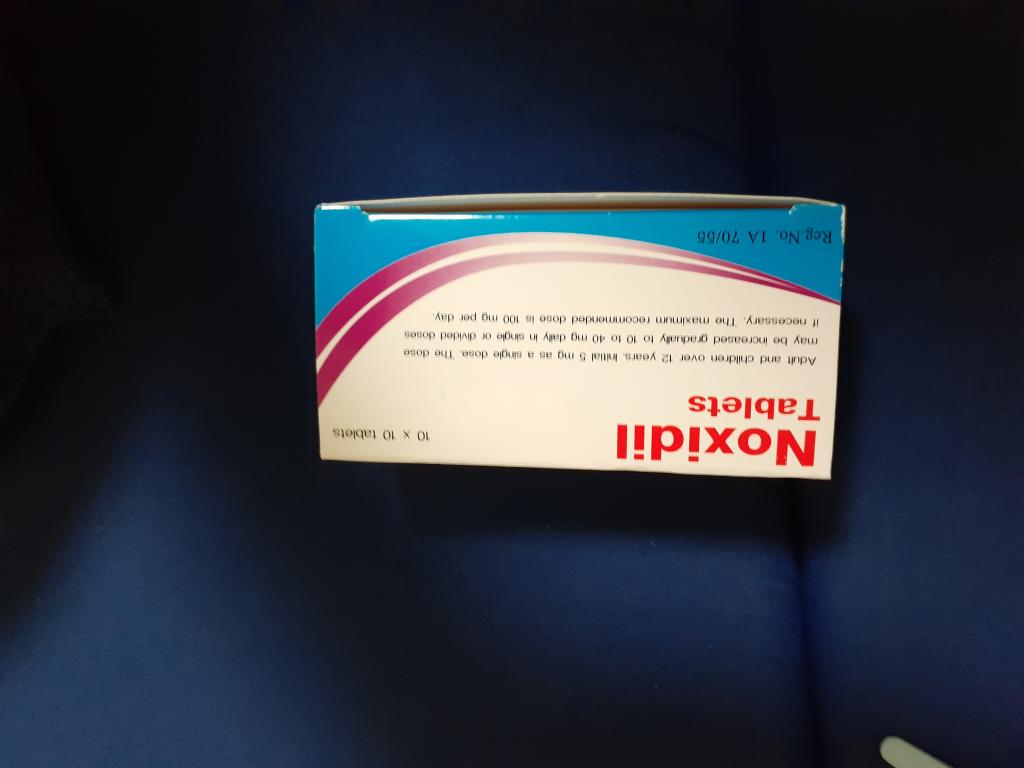 Noxidil
Tablets
10 x 10 tablets
Adult and children over 12 years. Initial 5 mg as a single dose. The dose
may be increased gradually to 10 to 40 mg daily in single or divided doses
if necessary. The maximum recommended dose is 100 mg per day.
Reg.No. 1A 70/55